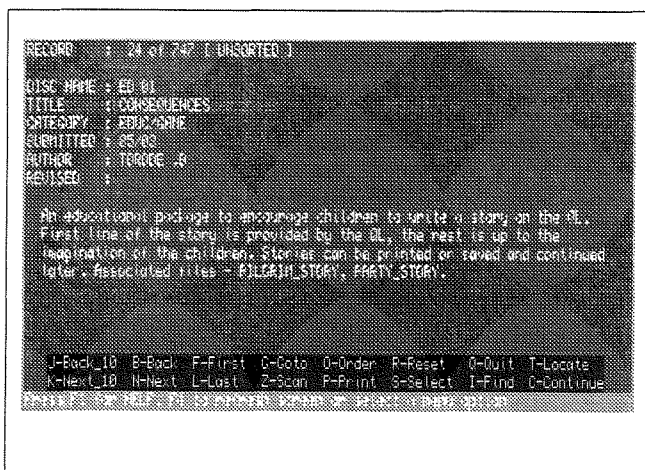 RECORD : 24 of 747 [ UNSORTED ]
DISC NAME : ED 01
TITLE : CONSEQUENCES
CATEGORY : EDUC/GAME
SUBMITTED : 85/03
AUTHOR : TORODE .B
REVISED :
An educational package to encourage children to write a story on the QL.
First line of the story is provided by the QL, the rest is up to the
imagination of the children. Stories can be printed or saved and continued
later. Associated files - PILGRIM_STORY, PARTY_STORY.
J-Back_10 B-Back F-First G-Goto O-Order R-Reset Q-Quit T-Locate
K-Next_10 N-Next L-Last Z-Scan P-Print S-Select I-Find C-Continue